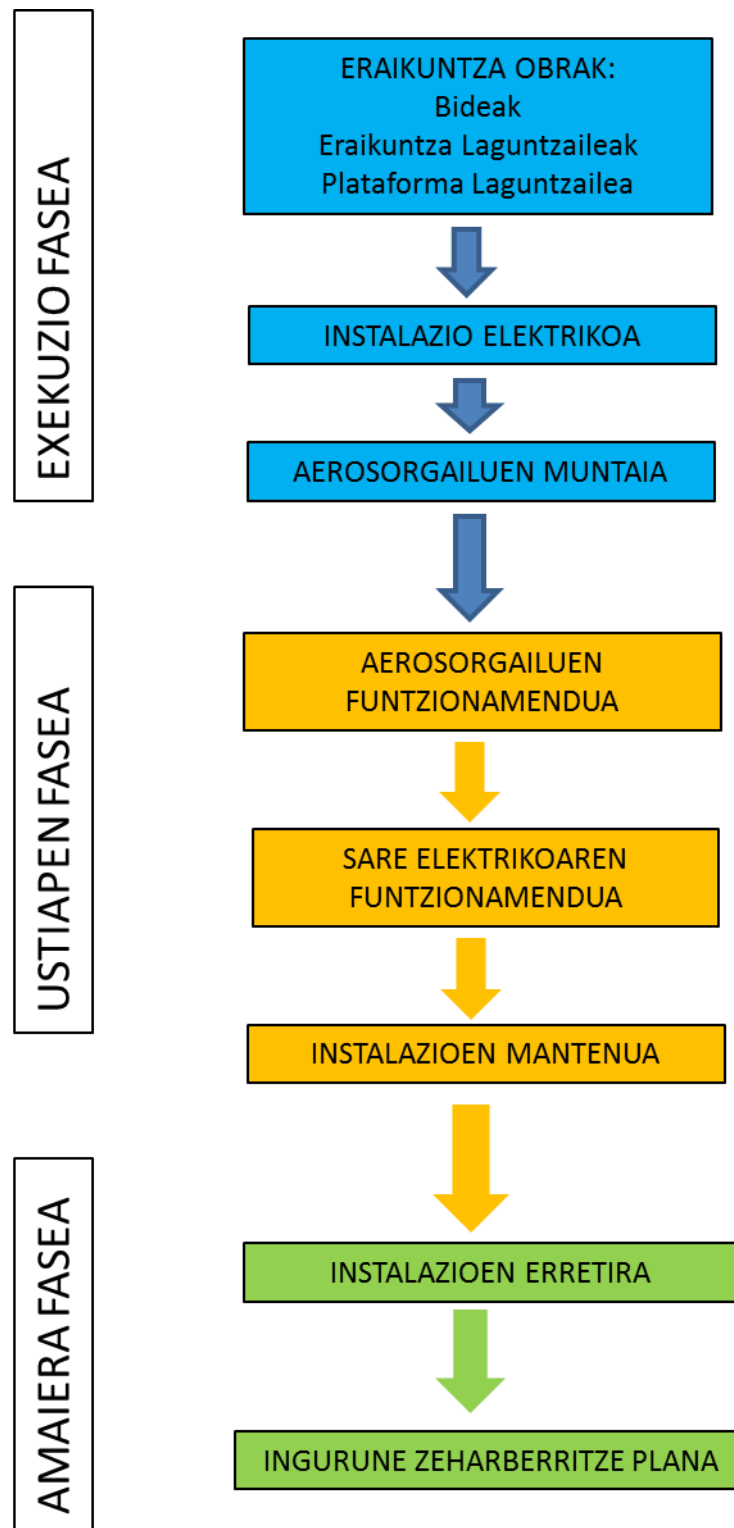 EXEKUZIO FASEA
ERAIKUNTZA OBRAK:
Bideak
Eraikuntza Laguntzaileak
Plataforma Laguntzailea
INSTALAZIO ELEKTRIKOA
AEROSORGAILUEN MUNTAIA
USTIAPEN FASEA
AEROSORGAILUEN
FUNTZIONAMENDUA
SARE ELEKTRIKOAREN
FUNTZIONAMENDUA
INSTALAZIOEN MANTENUA
AMAIERA FASEA
INSTALAZIOEN ERRETIRA
INGURUNE ZEHARBERRITZE PLANA